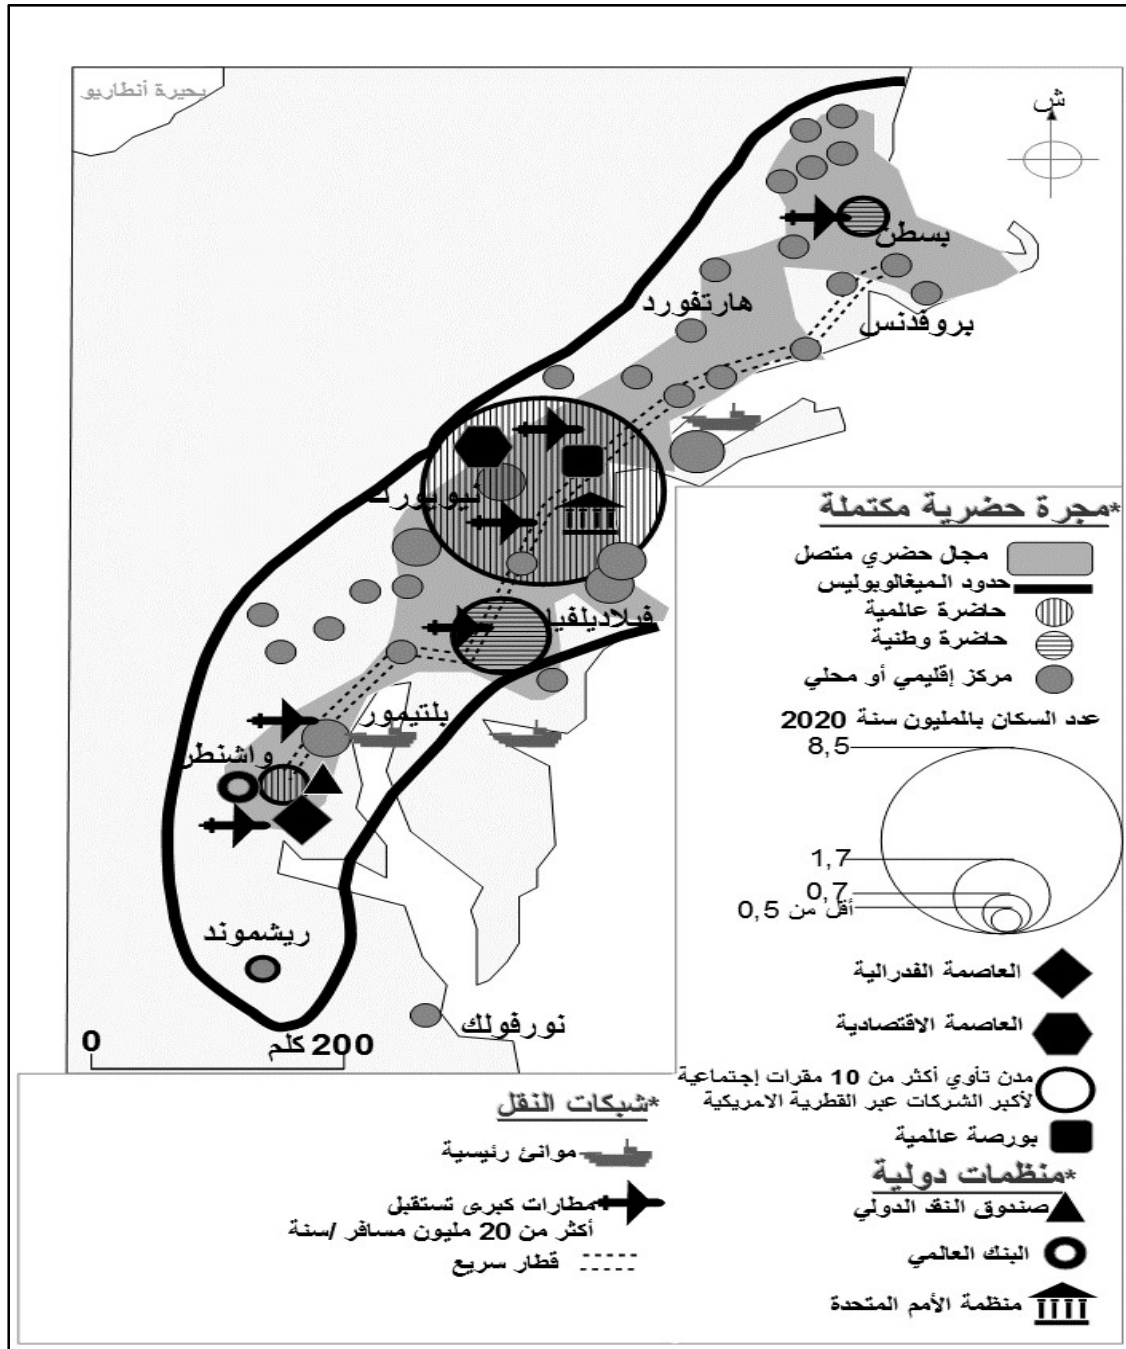 بحيرة أنطاريو
ش
بسطن
هارتفورد
بروفدنس
نيويورك
فيلاديلفيا
بلتيمور
واشنطن
ريشموند
نورفولك
0
200 كلم
*مجرة حضرية مكتملة
مجال حضري متصل
حدود الميغالوبوليس
حاضرة عالمية
حاضرة وطنية
مركز إقليمي أو محلي
عدد السكان بالمليون سنة 2020
8,5
1,7
0,7
أقل من 0,5
العاصمة الفدرالية
العاصمة الاقتصادية
مدن تأوي أكثر من 10 مقرات إجتماعية
لأكبر الشركات عبر القطرية الامريكية
بورصة عالمية
*منظمات دولية
صندوق النقد الدولي
البنك العالمي
منظمة الأمم المتحدة
*شبكات النقل
موانئ رئيسية
مطارات كبرى تستقبل
أكثر من 20 مليون مسافر /سنة
قطار سريع